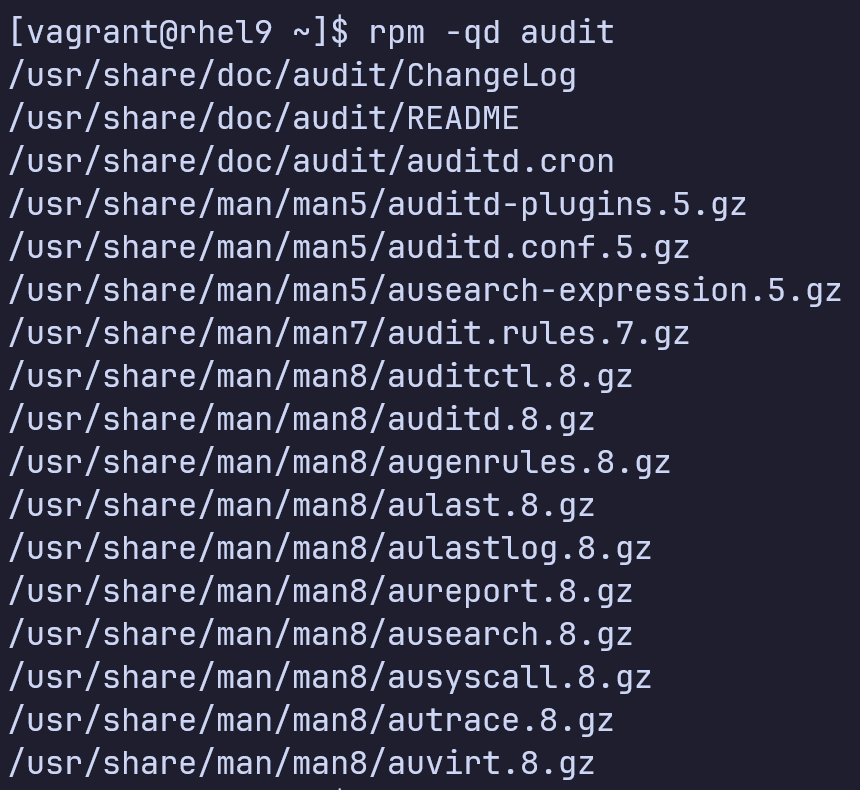 [vagrant@rhel9 ~]$ rpm -qd audit
/usr/share/doc/audit/ChangeLog
/usr/share/doc/audit/README
/usr/share/doc/audit/auditd.cron
/usr/share/man/man5/auditd-plugins.5.gz
/usr/share/man/man5/auditd.conf.5.gz
/usr/share/man/man5/ausearch-expression.5.gz
/usr/share/man/man7/audit.rules.7.gz
/usr/share/man/man8/auditctl.8.gz
/usr/share/man/man8/auditd.8.gz
/usr/share/man/man8/augenrules.8.gz
/usr/share/man/man8/aulast.8.gz
/usr/share/man/man8/aulastlog.8.gz
/usr/share/man/man8/aureport.8.gz
/usr/share/man/man8/ausearch.8.gz
/usr/share/man/man8/ausyscall.8.gz
/usr/share/man/man8/autrace.8.gz
/usr/share/man/man8/auvirt.8.gz